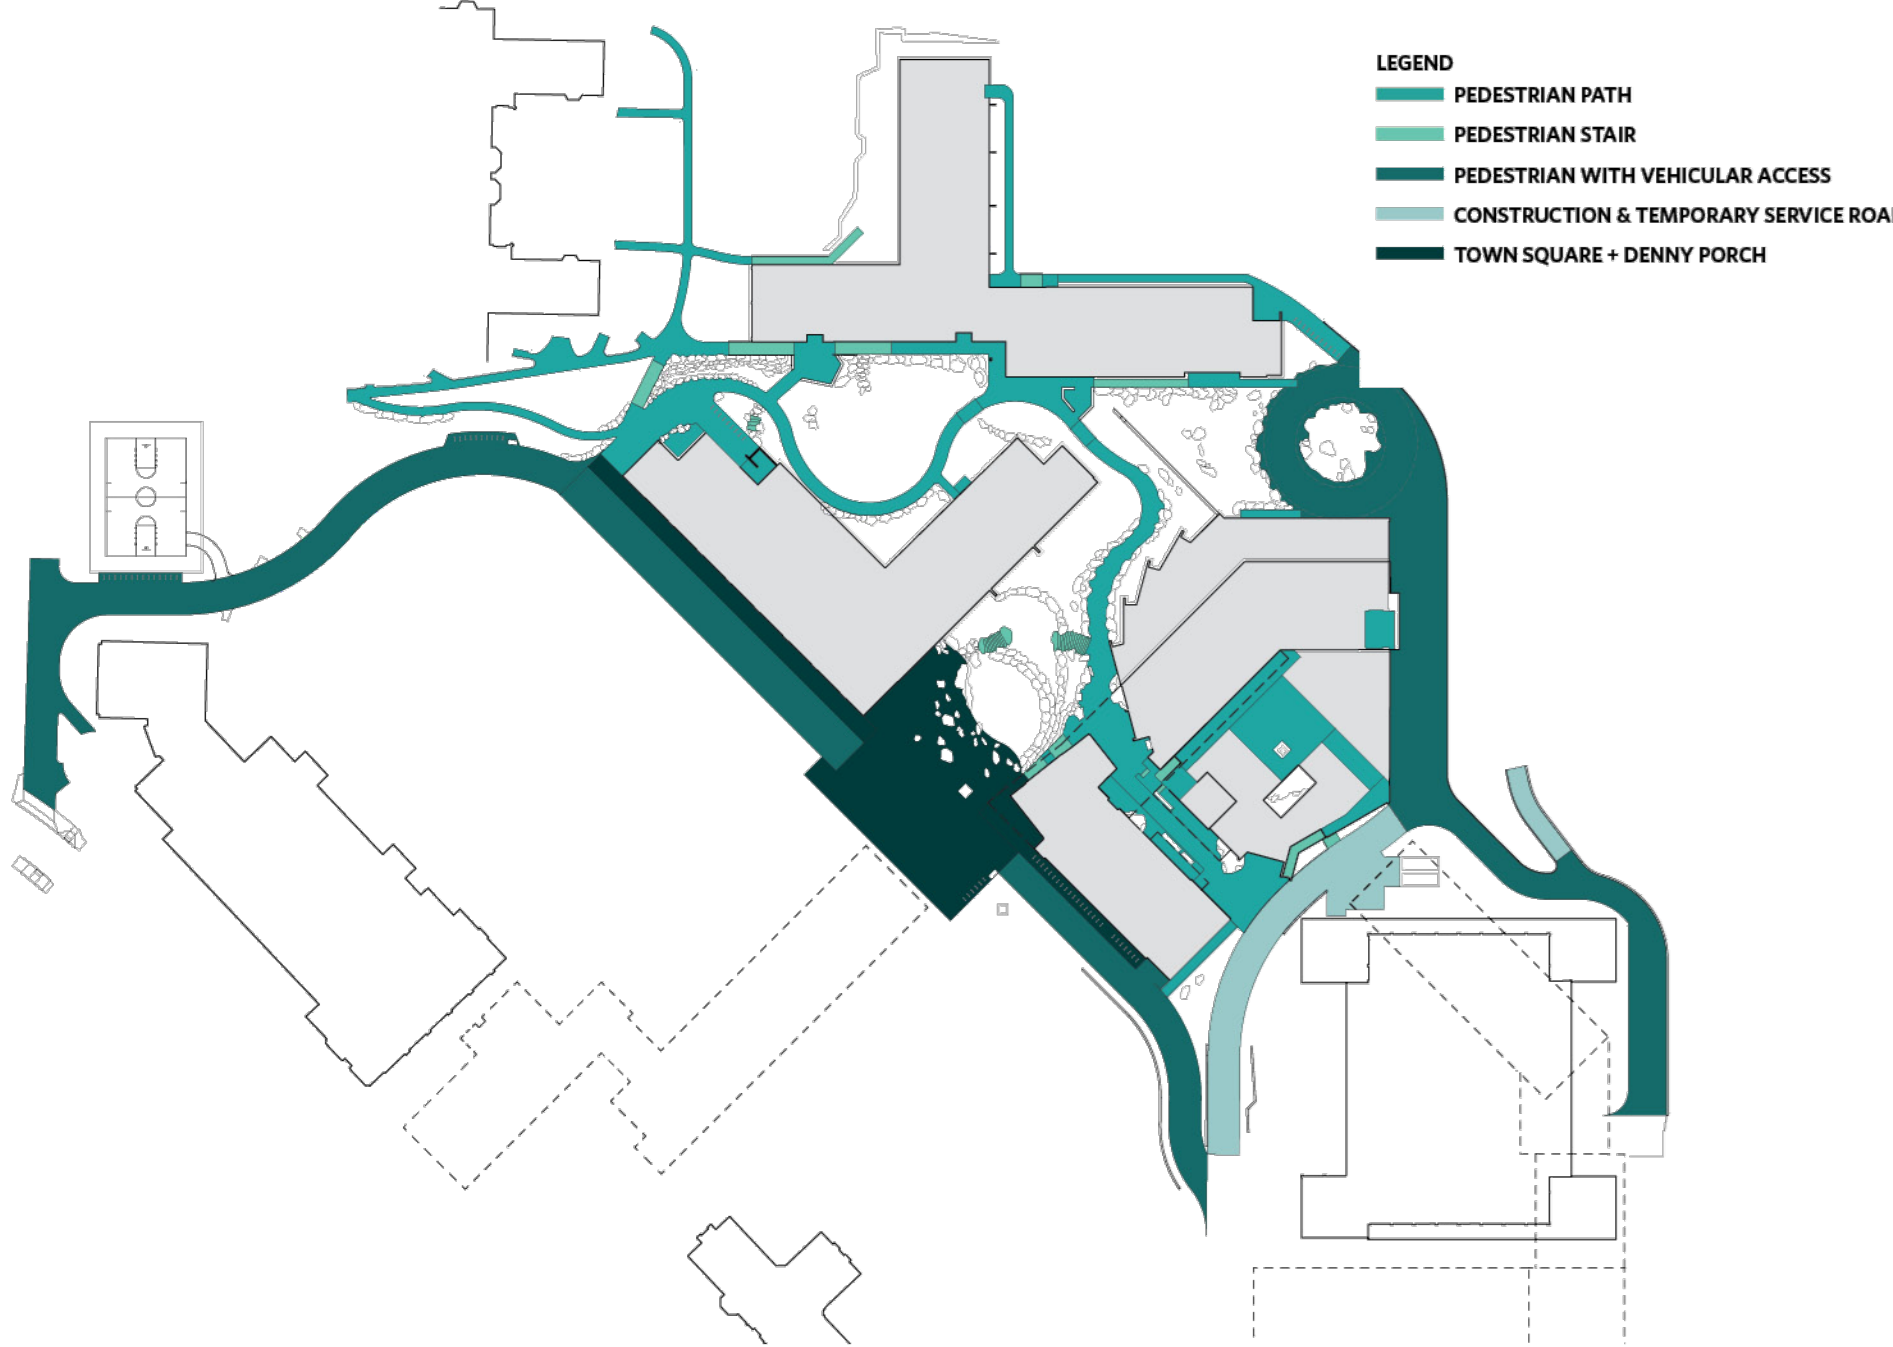 LEGEND
PEDESTRIAN PATH
PEDESTRIAN STAIR
PEDESTRIAN WITH VEHICULAR ACCESS
CONSTRUCTION & TEMPORARY SERVICE ROA
TOWN SQUARE + DENNY PORCH